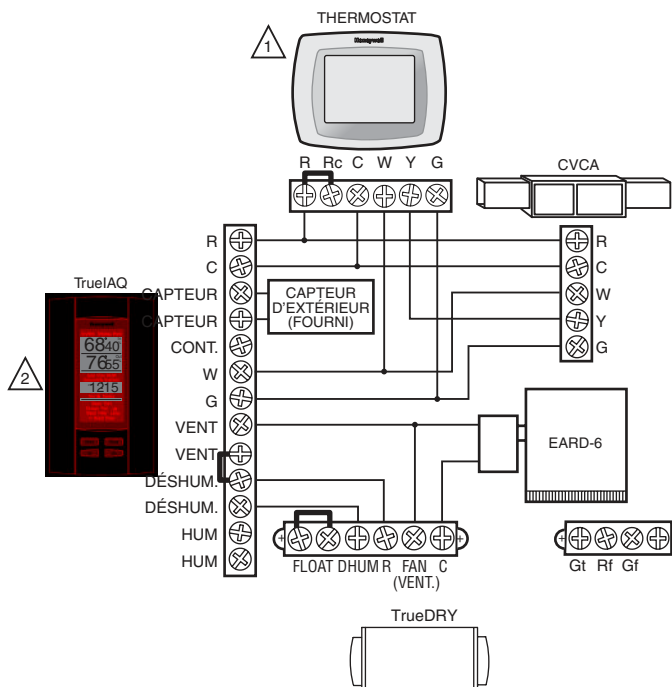 THERMOSTAT
1
Honeywell
R Rc C W Y G
CVCA
R
C
CAPTEUR
CAPTEUR
CONT.
W
G
VENT
VENT
DÉSHUM.
DÉSHUM.
HUM
HUM
TrueIAQ
6840
7655
1215
2
CAPTEUR
D'EXTÉRIEUR
(FOURNI)
R
C
W
Y
G
EARD-6
FLOAT DHUM R FAN C
(VENT.)
Gt Rf Gf
TrueDRY